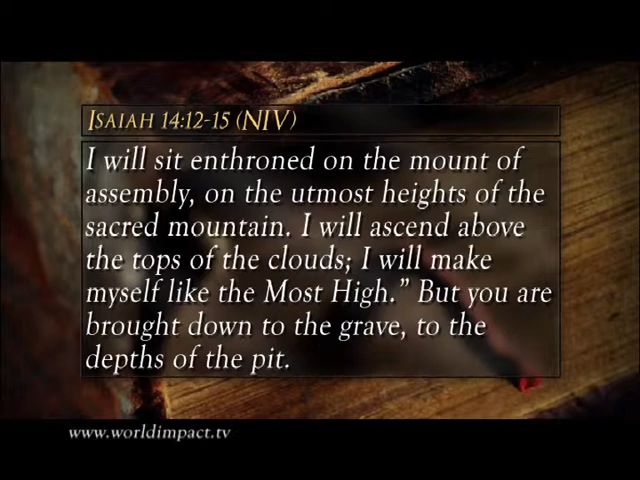 ISAIAH 14:12-15 (NIV)
I will sit enthroned on the mount of
assembly, on the utmost heights of the
sacred mountain. I will ascend above
the tops of the clouds; I will make
myself like the Most High.” But you are
brought down to the grave, to the
depths of the pit.
www.worldimpact.tv